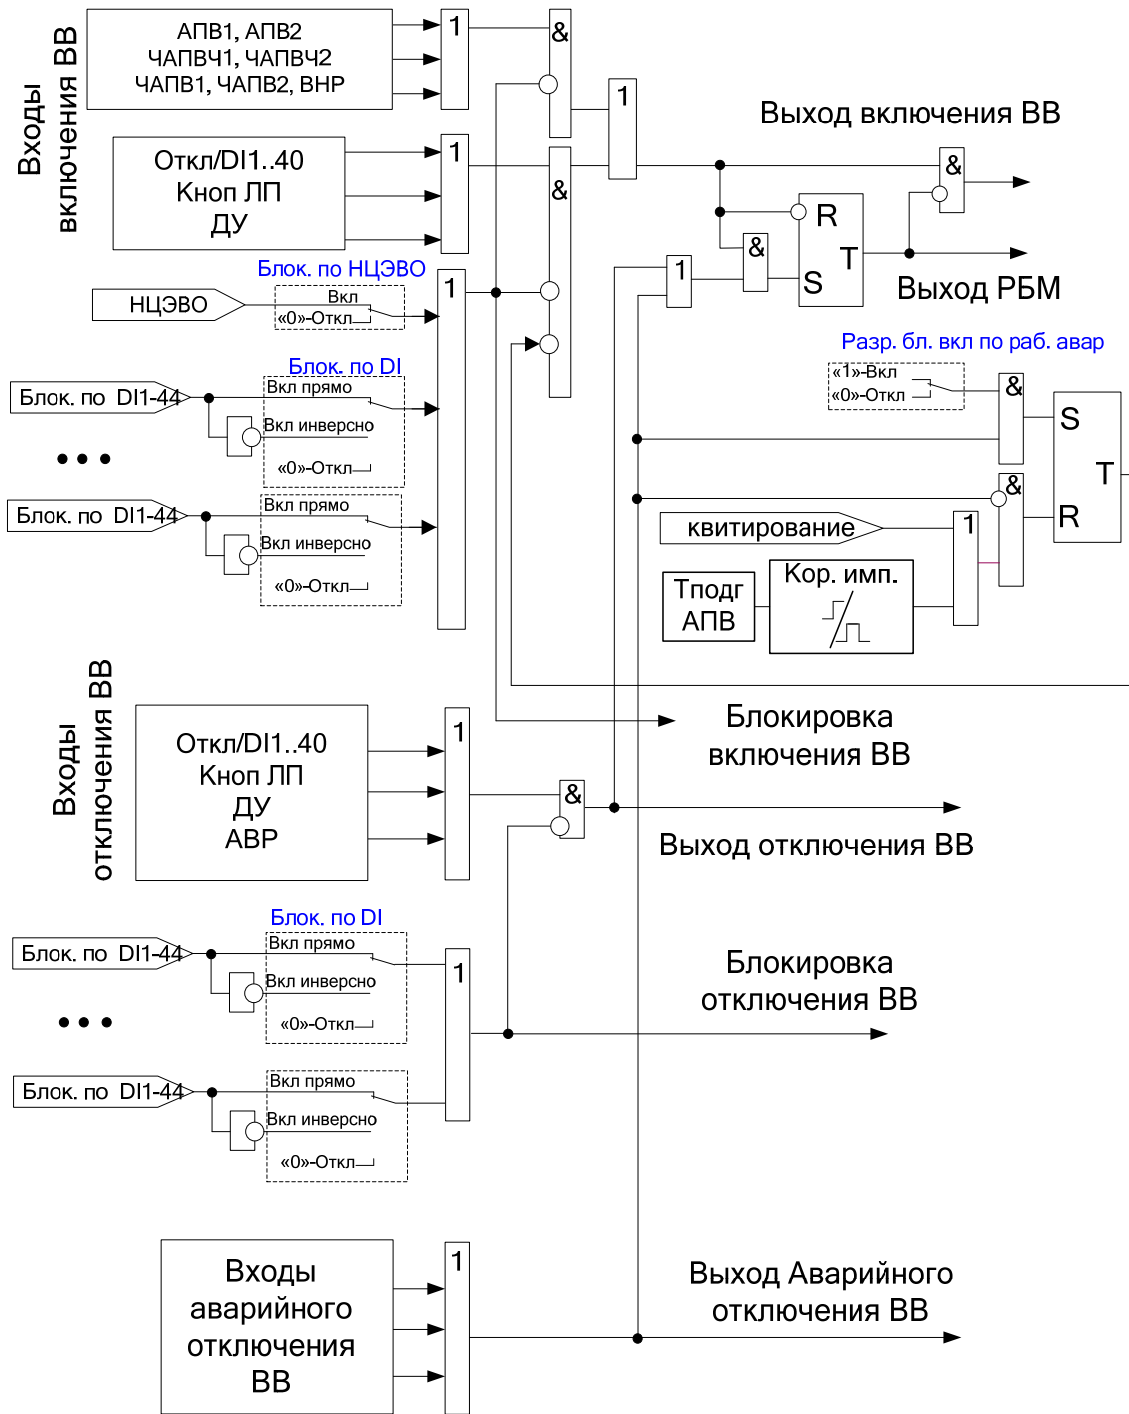 Входы
включения ВВ
АПВ1, АПВ2
ЧАПВЧ1, ЧАПВЧ2
ЧАПВ1, ЧАПВ2, ВНР
1
&
1
Выход включения ВВ
Откл/DI1..40
Кноп ЛП
ДУ
1
&
&
R
S
T
&
1
Выход РБМ
Блок. по НЦЭВО
НЦЭВО
Вкл
«0»-Откл
1
Разр. бл. вкл по раб. авар
«1»-Вкл
«0»-Откл
&
S
T
R
&
Блок. по DI
Блок. по DI1-44
Вкл прямо
Вкл инверсно
«0»-Откл
Блок. по DI1-44
Вкл прямо
Вкл инверсно
«0»-Откл
квитирование
1
Тподг
АПВ
Кор. имп.
Входы
отключения ВВ
Откл/DI1..40
Кноп ЛП
ДУ
АВР
1
&
Блокировка
включения ВВ
Выход отключения ВВ
Блок. по DI
Блок. по DI1-44
Вкл прямо
Вкл инверсно
«0»-Откл
1
Блокировка
отключения ВВ
Блок. по DI1-44
Вкл прямо
Вкл инверсно
«0»-Откл
Входы
аварийного
отключения
ВВ
1
Выход Аварийного
отключения ВВ